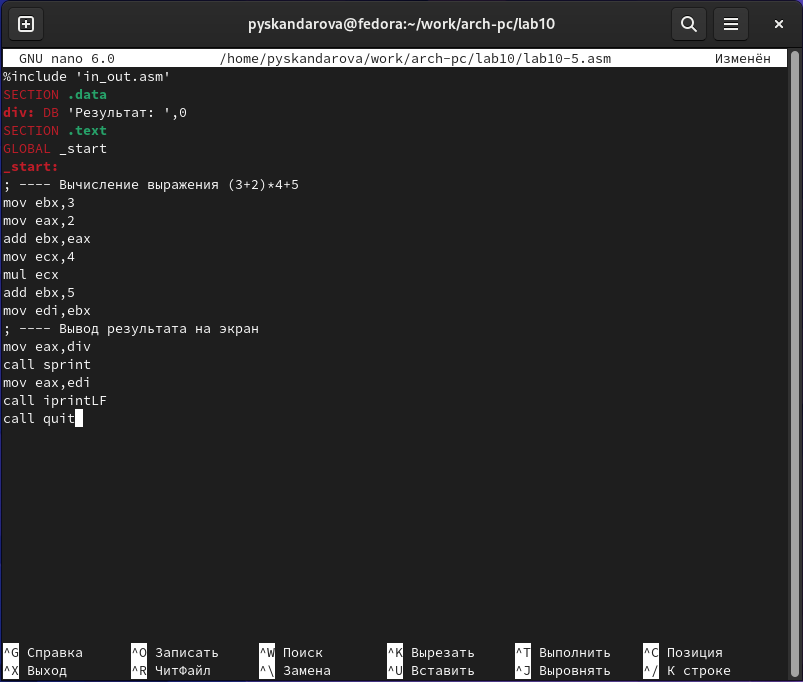 pyskandarova@fedora:~/work/arch-pc/lab10
GNU nano 6.0 /home/pyskandarova/work/arch-pc/lab10/lab10-5.asm Изменён
%include 'in_out.asm'
SECTION .data
div: DB 'Результат: ',0
SECTION .text
GLOBAL _start
_start:
; ---- Вычисление выражения (3+2)*4+5
mov ebx,3
mov eax,2
add ebx,eax
mov ecx,4
mul ecx
add ebx,5
mov edi,ebx
; ---- Вывод результата на экран
mov eax,div
call sprint
mov eax,edi
call iprintLF
call quit
^G Справка ^O Записать ^W Поиск ^K Вырезать ^T Выполнить ^C Позиция
^X Выход ^R ЧитФайл ^\ Замена ^U Вставить ^J Выровнять ^/ К строке